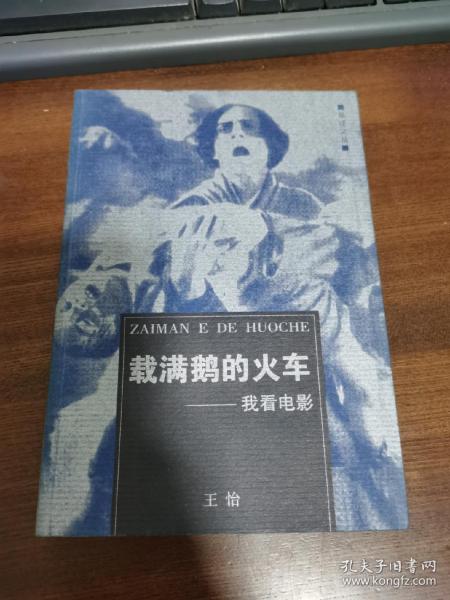 ZAIMAN E DE HUOCHE
载满鹅的火车
——我看电影
王怡
孔夫子旧书网
www.kongfz.com